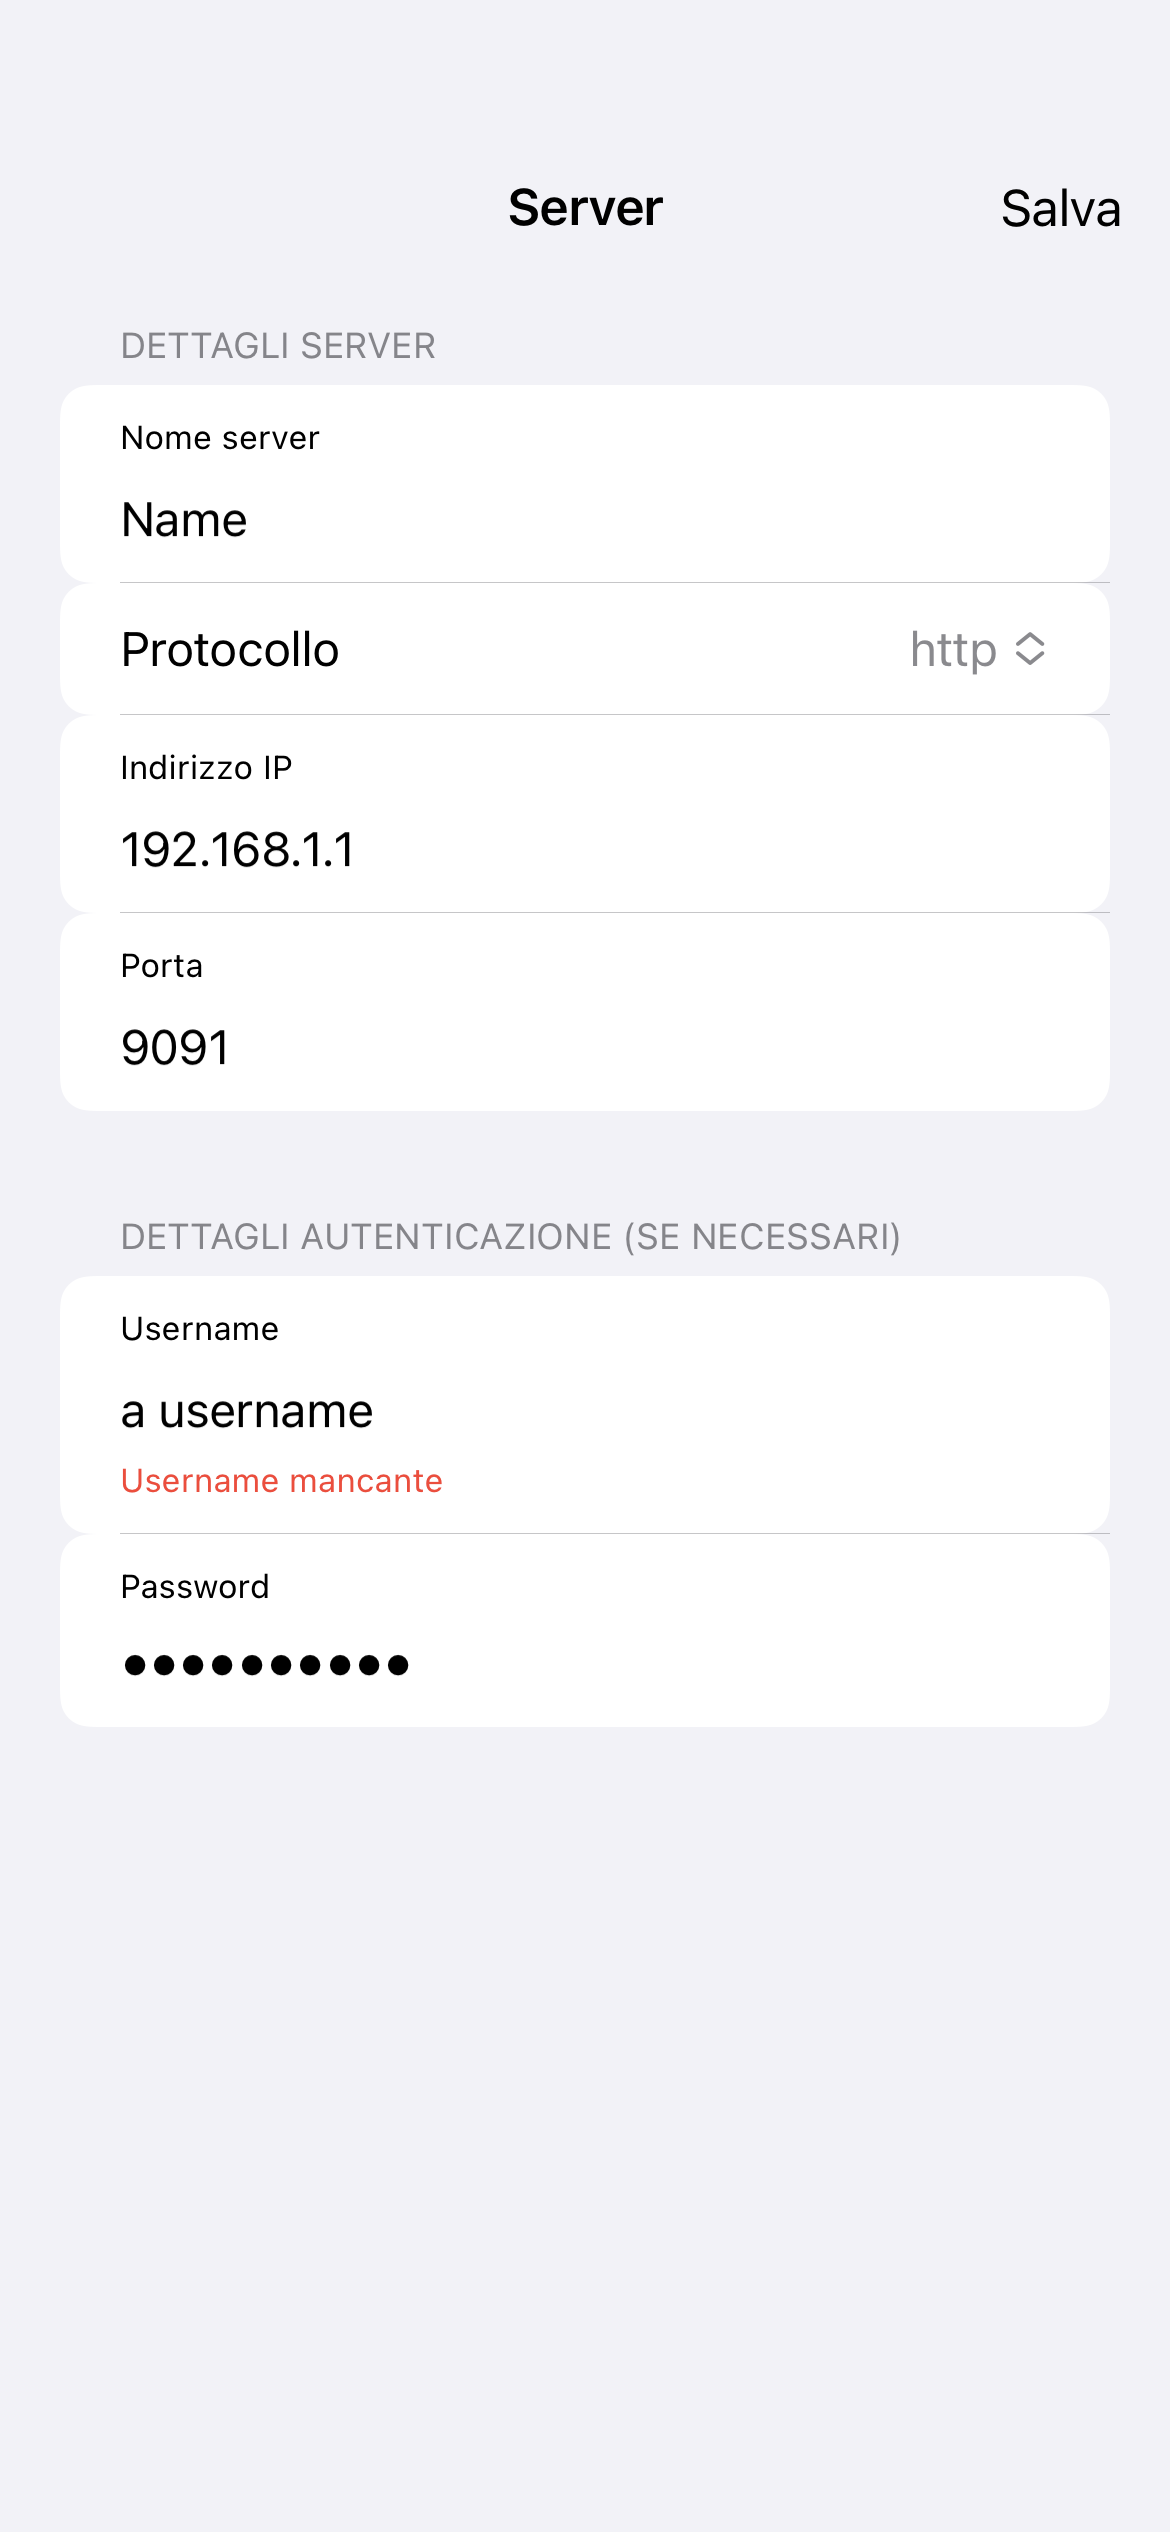 Server
Salva
DETTAGLI SERVER
Nome server
Name
Protocollo
http
Indirizzo IP
192.168.1.1
Porta
9091
DETTAGLI AUTENTICAZIONE (SE NECESSARI)
Username
a username
Username mancante
Password
●●●●●●●●●●